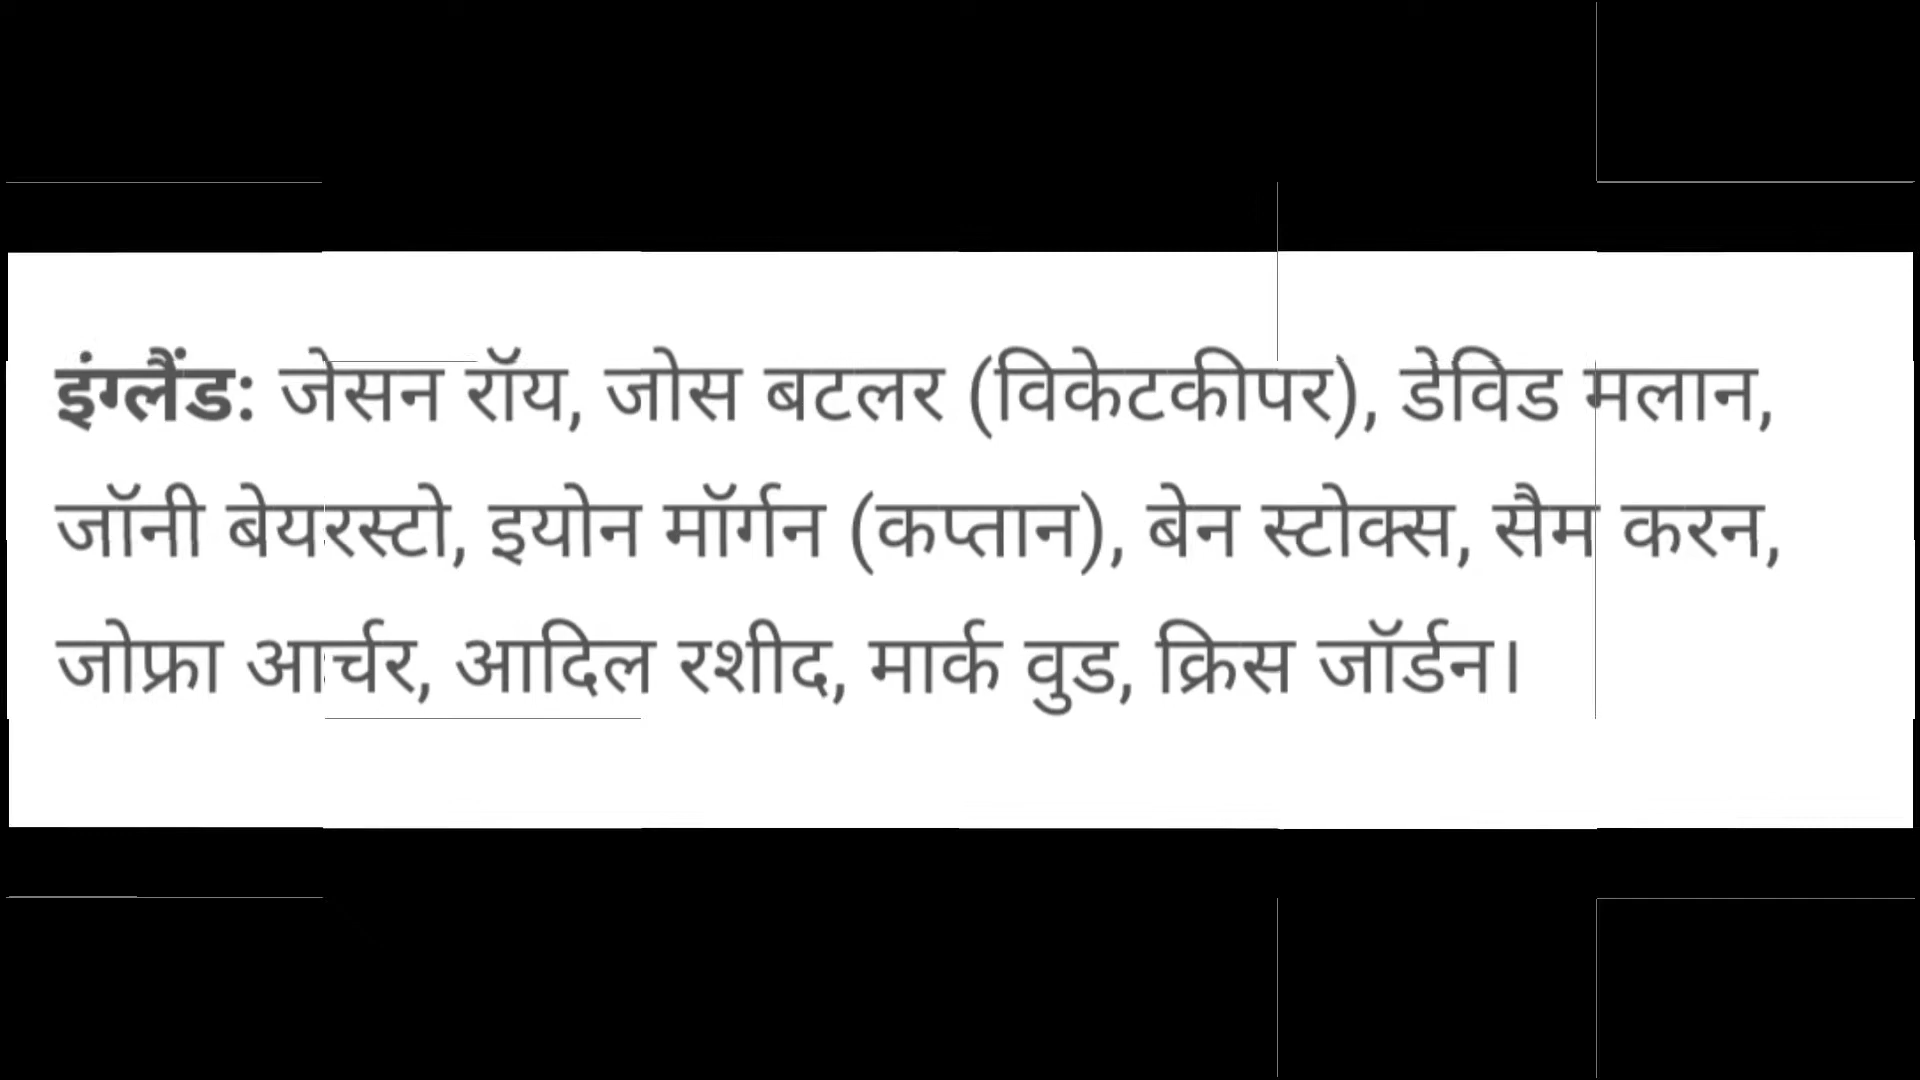 इंग्लैंड: जेसन रॉय, जोस बटलर (विकेटकीपर), डेविड मलान,
जॉनी बेयरस्टो, इयोन मॉर्गन (कप्तान), बेन स्टोक्स, सैम करन,
जोफ्रा आर्चर, आदिल रशीद, मार्क वुड, क्रिस जॉर्डन।